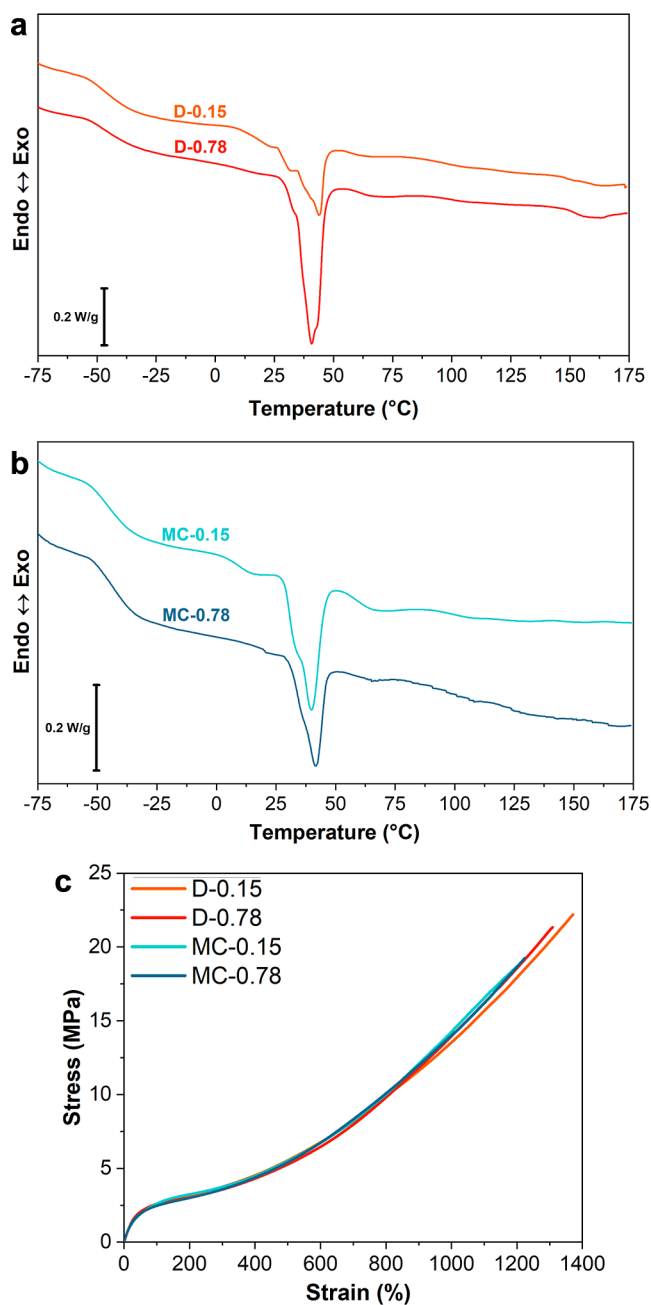 a
Endo ↔ Exo
D-0.15
D-0.78
0.2 W/g
-75 -50 -25 0 25 50 75 100 125 150 175
Temperature (°C)
b
Endo ↔ Exo
MC-0.15
MC-0.78
0.2 W/g
-75 -50 -25 0 25 50 75 100 125 150 175
Temperature (°C)
c
Stress (MPa)
25
20
15
10
5
0
D-0.15
D-0.78
MC-0.15
MC-0.78
0 200 400 600 800 1000 1200 1400
Strain (%)